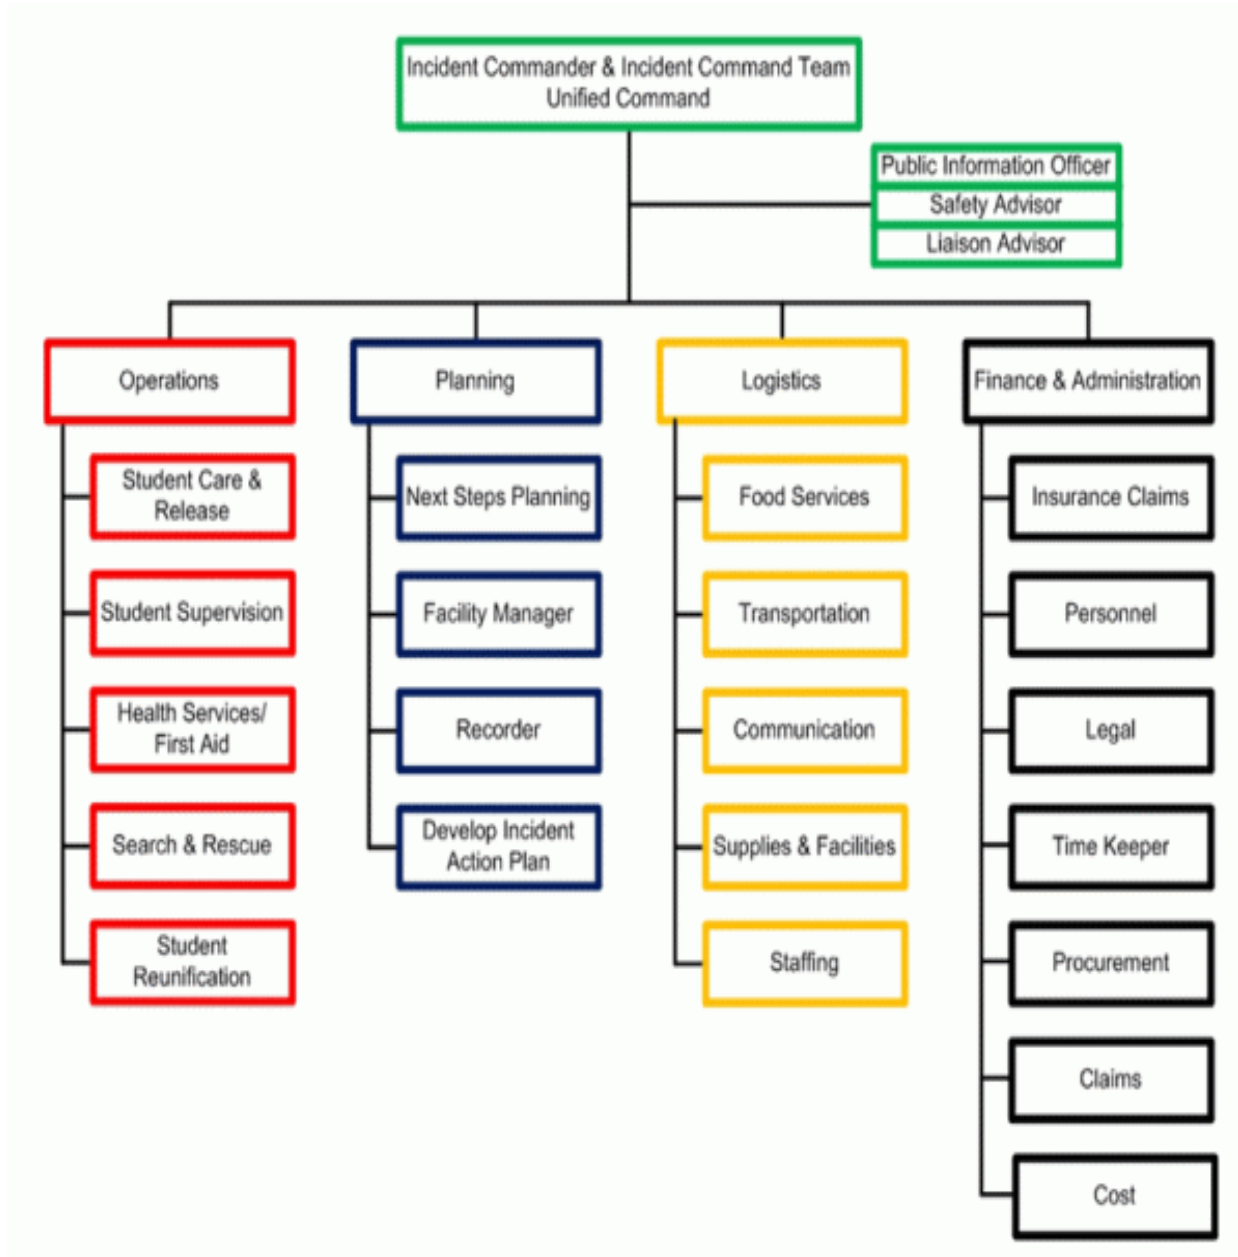 Incident Commander & Incident Command Team
Unified Command
Public Information Officer
Safety Advisor
Liaison Advisor
Operations
Student Care &
Release
Student Supervision
Health Services/
First Aid
Search & Rescue
Student
Reunification
Planning
Next Steps Planning
Facility Manager
Recorder
Develop Incident
Action Plan
Logistics
Food Services
Transportation
Communication
Supplies & Facilities
Staffing
Finance & Administration
Insurance Claims
Personnel
Legal
Time Keeper
Procurement
Claims
Cost